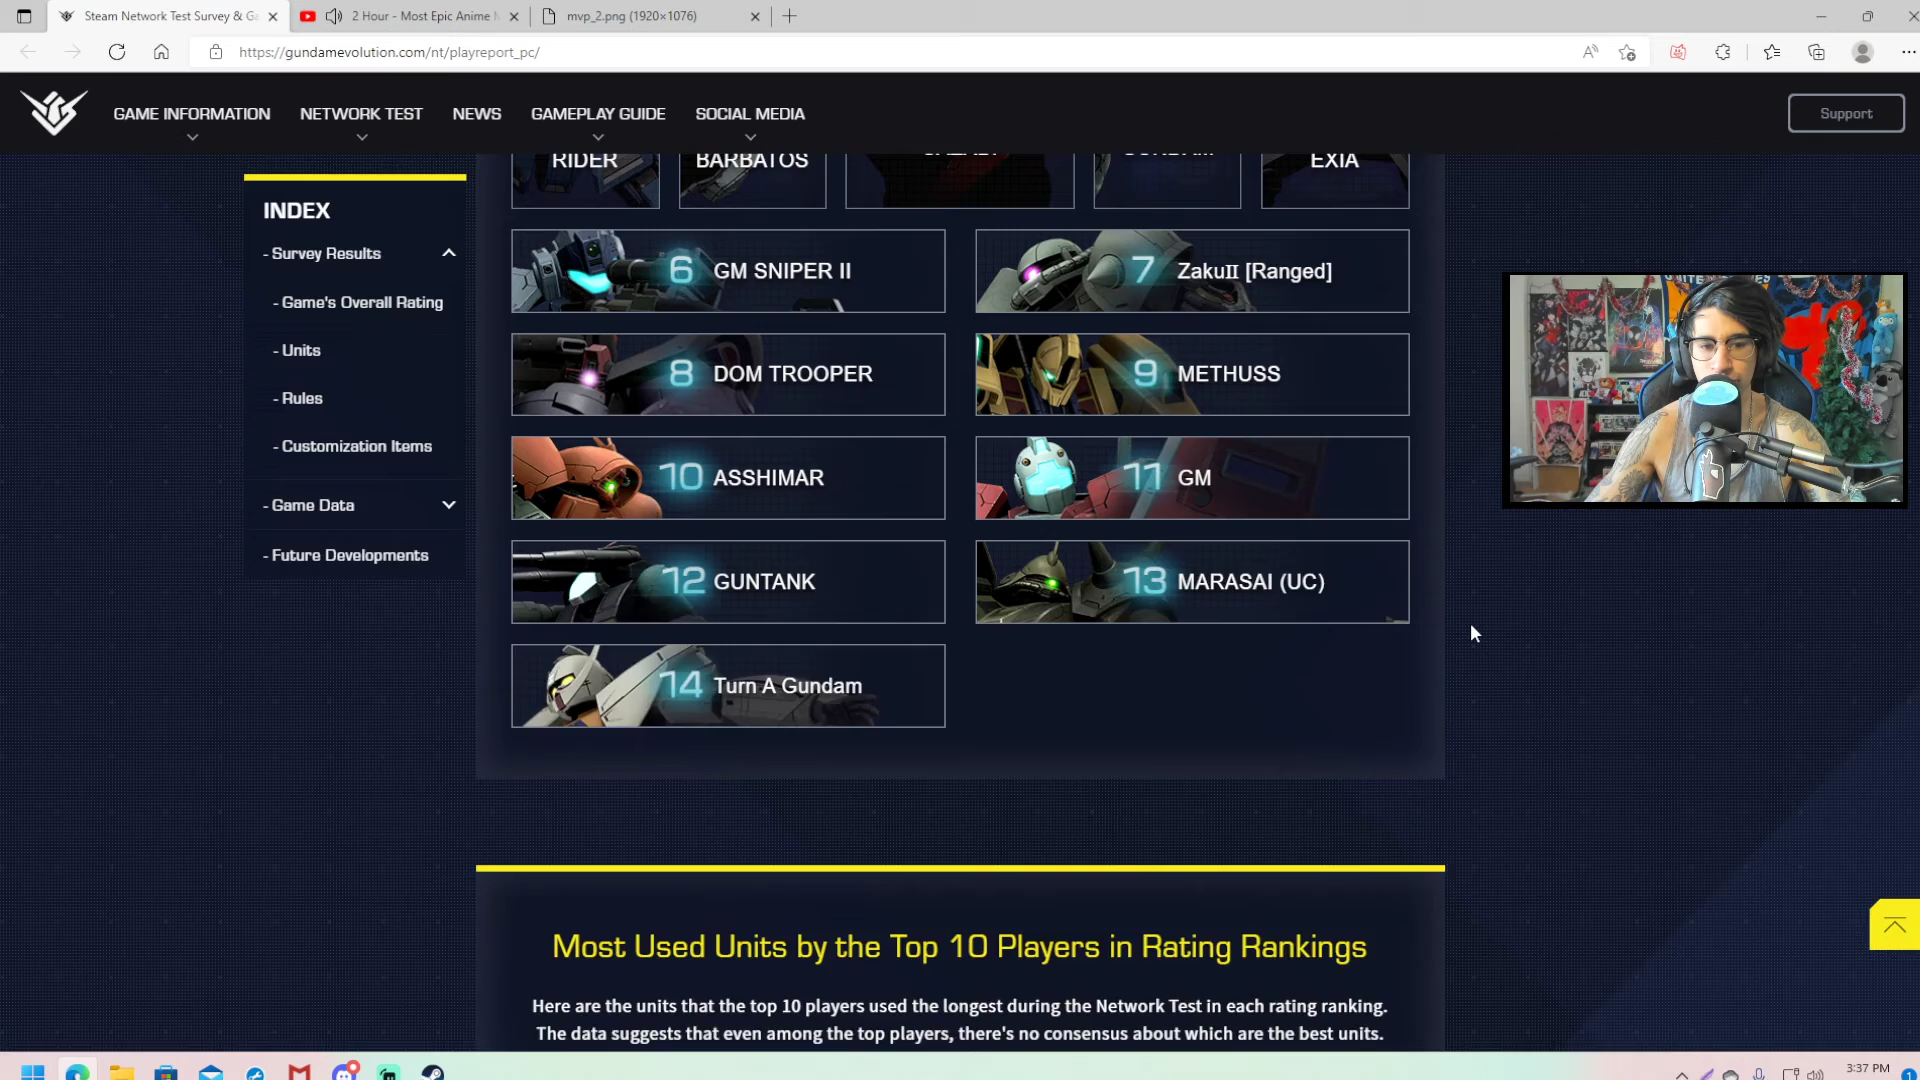 Steam Network Test Survey & Ga
2 Hour - Most Epic Anime M
mvp_2.png (1920×1076)
https://gundamevolution.com/nt/playreport_pc/
GAME INFORMATION
NETWORK TEST
NEWS
GAMEPLAY GUIDE
SOCIAL MEDIA
Support
INDEX
- Survey Results
- Game's Overall Rating
- Units
- Rules
- Customization Items
- Game Data
- Future Developments
RIDER
BARBATOS
EXIA
6 GM SNIPER II
7 ZakuII [Ranged]
8 DOM TROOPER
9 METHUSS
10 ASSHIMAR
11 GM
12 GUNTANK
13 MARASAI (UC)
14 Turn A Gundam
Most Used Units by the Top 10 Players in Rating Rankings
Here are the units that the top 10 players used the longest during the Network Test in each rating ranking.
The data suggests that even among the top players, there's no consensus about which are the best units.
3:37 PM
1